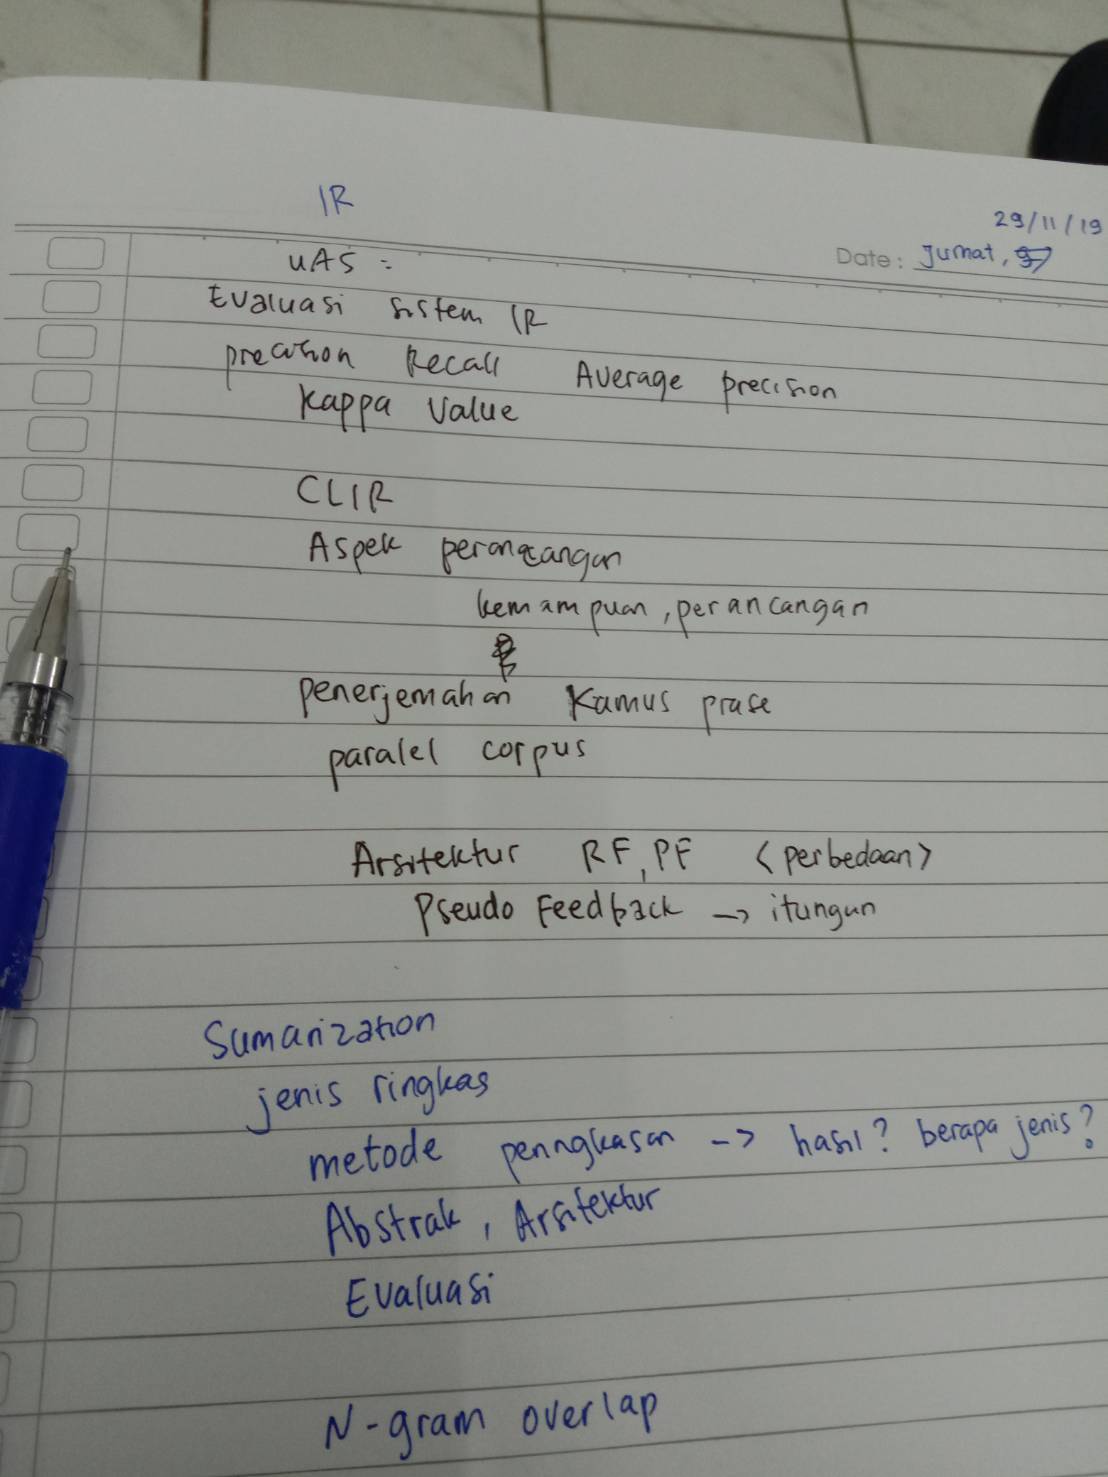 IR
29/11/19
Date: Jumat,
UAS :
Evaluasi sistem IR
precision Recall Average precision
Kappa Value
CLIR
Aspek perancangan
kemampuan, perancangan
penerjemahan Kamus prase
paralel corpus
Arsitektur RF, PF <perbedaan>
Pseudo Feedback -> itungan
Sumarization
jenis ringkas
metode peringkasan -> hasil? berapa jenis?
Abstrak, Arsitektur
Evaluasi
N-gram overlap